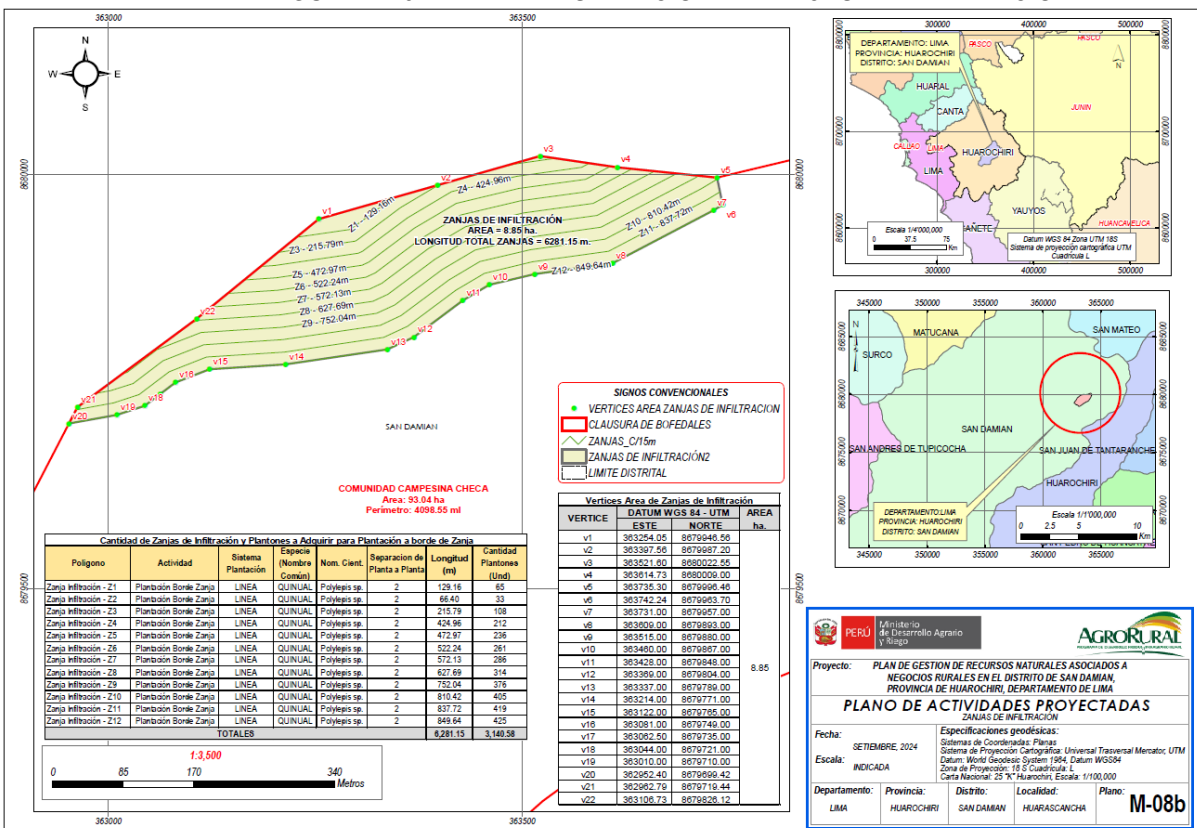 363000
363500
N
W
E
S
8680000
8680000
8679500
8679500
v3
v4
v2
v5
v1
v7
v6
v8
v9
v10
v11
v12
v13
v14
v15
v16
v18
v19
v20
v21
v22
Z4 - 424.96m
Z1 - 129.16m
Z3 - 215.79m
ZANJAS DE INFILTRACIÓN
AREA = 8.85 ha.
LONGITUD TOTAL ZANJAS = 6281.15 m.
Z10 - 810.42m
Z11 - 837.72m
Z12 - 849.64m
Z5 - 472.97m
Z6 - 522.24m
Z7 - 572.13m
Z8 - 627.69m
Z9 - 752.04m
SAN DAMIAN
COMUNIDAD CAMPESINA CHECA
Area: 93.04 ha
Perimetro: 4098.55 ml
SIGNOS CONVENCIONALES
VERTICES AREA ZANJAS DE INFILTRACION
CLAUSURA DE BOFEDALES
ZANJAS_C/15m
ZANJAS DE INFILTRACIÓN2
LIMITE DISTRITAL
Cantidad de Zanjas de Infiltración y Plantones a Adquirir para Plantación a borde de Zanja
Poligono Actividad Sistema Plantación Especie (Nombre Común) Nom. Cient. Separacion de Planta a Planta Longitud (m) Cantidad Plantones (Und)
Zanja Infiltración - Z1 Plantación Borde Zanja LINEA QUINUAL Polylepis sp. 2 129.16 65
Zanja Infiltración - Z2 Plantación Borde Zanja LINEA QUINUAL Polylepis sp. 2 66.40 33
Zanja Infiltración - Z3 Plantación Borde Zanja LINEA QUINUAL Polylepis sp. 2 215.79 108
Zanja Infiltración - Z4 Plantación Borde Zanja LINEA QUINUAL Polylepis sp. 2 424.96 212
Zanja Infiltración - Z5 Plantación Borde Zanja LINEA QUINUAL Polylepis sp. 2 472.97 236
Zanja Infiltración - Z6 Plantación Borde Zanja LINEA QUINUAL Polylepis sp. 2 522.24 261
Zanja Infiltración - Z7 Plantación Borde Zanja LINEA QUINUAL Polylepis sp. 2 572.13 286
Zanja Infiltración - Z8 Plantación Borde Zanja LINEA QUINUAL Polylepis sp. 2 627.69 314
Zanja Infiltración - Z9 Plantación Borde Zanja LINEA QUINUAL Polylepis sp. 2 752.04 376
Zanja Infiltración - Z10 Plantación Borde Zanja LINEA QUINUAL Polylepis sp. 2 810.42 405
Zanja Infiltración - Z11 Plantación Borde Zanja LINEA QUINUAL Polylepis sp. 2 837.72 419
Zanja Infiltración - Z12 Plantación Borde Zanja LINEA QUINUAL Polylepis sp. 2 849.64 425
TOTALES 6,281.15 3,140.58
1:3,500
0 85 170 340
Metros
363000
363500
Vertices Area de Zanjas de Infiltración
VERTICE DATUM WGS 84 - UTM AREA
ESTE NORTE ha.
v1 363254.05 8679946.56
v2 363397.56 8679987.20
v3 363521.60 8680022.55
v4 363614.73 8680009.00
v5 363735.30 8679996.46
v6 363742.24 8679963.70
v7 363731.00 8679957.00
v8 363609.00 8679893.00
v9 363515.00 8679880.00
v10 363460.00 8679867.00
v11 363428.00 8679848.00
8.85
v12 363369.00 8679804.00
v13 363337.00 8679789.00
v14 363214.00 8679771.00
v15 363122.00 8679765.00
v16 363081.00 8679749.00
v17 363062.50 8679735.00
v18 363044.00 8679721.00
v19 363010.00 8679710.00
v20 362952.40 8679699.42
v21 362962.79 8679719.44
v22 363106.73 8679826.12
300000 400000 500000
8800000
8800000
8700000
8700000
8600000
8600000
DEPARTAMENTO: LIMA
PROVINCIA: HUAROCHIRI
DISTRITO: SAN DAMIAN
PASCO
PASCO
N
HUARAL
CANTA
JUNIN
CALLAO
LIMA
HUAROCHIRI
LIMA
YAUYOS
HUANCAVELICA
AÑETE
Escala 1/4'000,000
0 37.5 75
Km
Datum WGS 84 Zona UTM 18S
Sistema de proyección cartográfica UTM
Cuadrícula L
300000 400000 500000
345000 350000 355000 360000 365000
8685000
8685000
8680000
8680000
8675000
8675000
8670000
8670000
N
MATUCANA
SAN MATEO
SURCO
SAN DAMIAN
SAN ANDRES DE TUPICOCHA
SAN JUAN DE TANTARANCHE
HUAROCHIRI
DEPARTAMENTO:LIMA
PROVINCIA: HUAROCHIRI
DISTRITO: SAN DAMIAN
Escala 1/1'000,000
0 2.5 5 10
Km
345000 350000 355000 360000 365000
PERÚ
Ministerio
de Desarrollo Agrario
y Riego
AGRORURAL
Proyecto: PLAN DE GESTION DE RECURSOS NATURALES ASOCIADOS A
NEGOCIOS RURALES EN EL DISTRITO DE SAN DAMIAN,
PROVINCIA DE HUAROCHIRI, DEPARTAMENTO DE LIMA
PLANO DE ACTIVIDADES PROYECTADAS
ZANJAS DE INFILTRACIÓN
Fecha:
SETIEMBRE, 2024
Escala:
INDICADA
Especificaciones geodésicas:
Sistemas de Coordenadas: Planas
Sistema de Proyección Cartográfica: Universal Trasversal Mercator, UTM
Datum: World Geodesic System 1984, Datum WGS84
Zona de Proyección: 18 S Cuadricula: L
Carta Nacional: 25 "K" Huarochiri, Escala: 1/100,000
Departamento: Provincia: Distrito: Localidad: Plano:
LIMA HUAROCHIRI SAN DAMIAN HUARASCANCHA M-08b